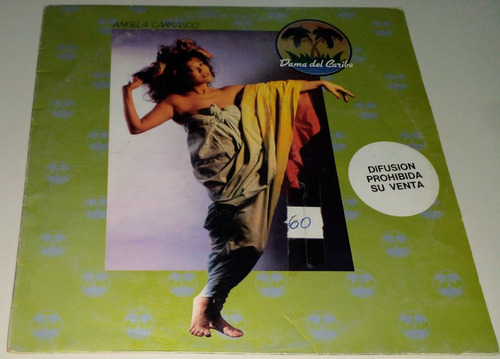 ANGELA CARRASCO
Dama del Caribe
DIFUSION
PROHIBIDA
SU VENTA
60